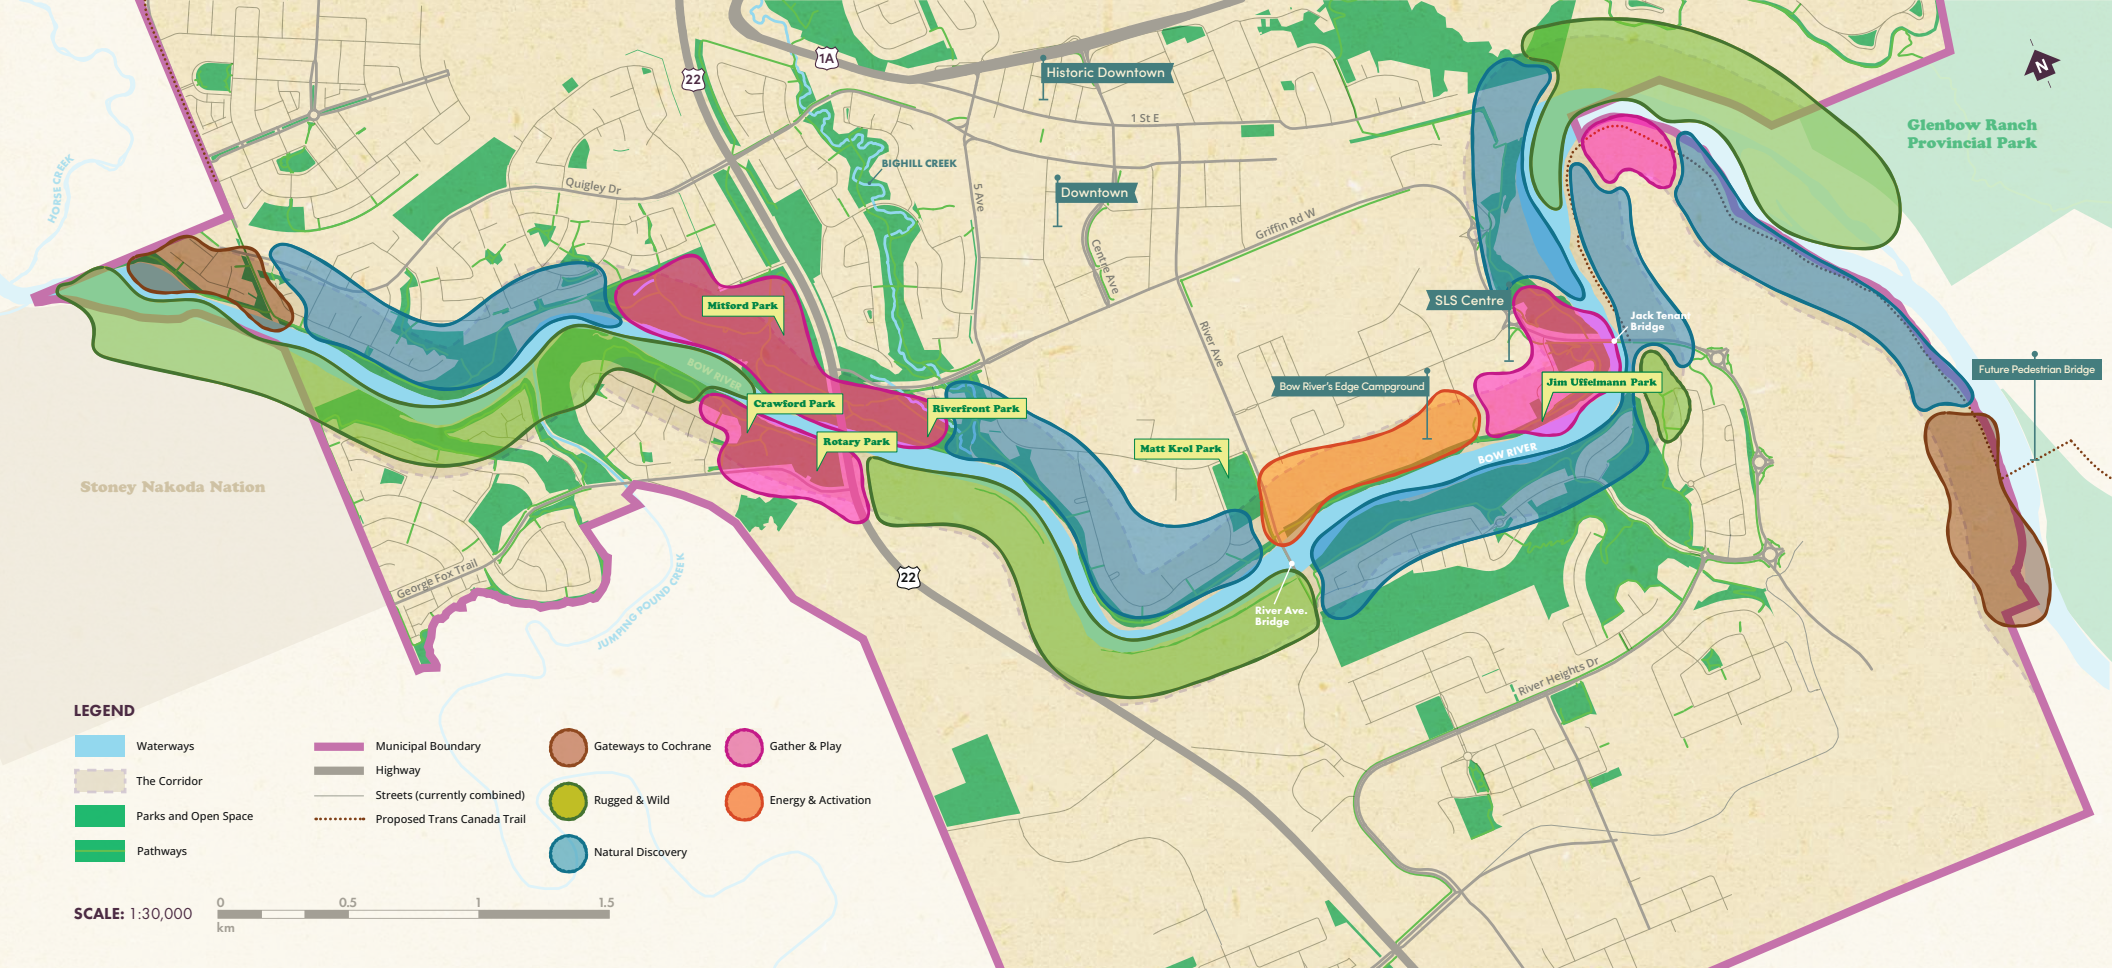 1A
22
Historic Downtown
N
1 St E
Glenbow Ranch
Provincial Park
HORSE CREEK
BIGHILL CREEK
Quigley Dr
5 Ave
Downtown
Griffin Rd W
Centre Ave
Mitford Park
SLS Centre
Jack Tenant
Bridge
River Ave
BOW RIVER
Future Pedestrian Bridge
Bow River's Edge Campground
Jim Uffelmann Park
Crawford Park
Riverfront Park
Rotary Park
Matt Krol Park
BOW RIVER
Stoney Nakoda Nation
George Fox Trail
22
JUMPING POUND CREEK
River Ave.
Bridge
River Heights Dr
LEGEND
Waterways
The Corridor
Parks and Open Space
Pathways
Municipal Boundary
Highway
Streets (currently combined)
Proposed Trans Canada Trail
Gateways to Cochrane
Rugged & Wild
Natural Discovery
Gather & Play
Energy & Activation
SCALE: 1:30,000
0 0.5 1 1.5
km